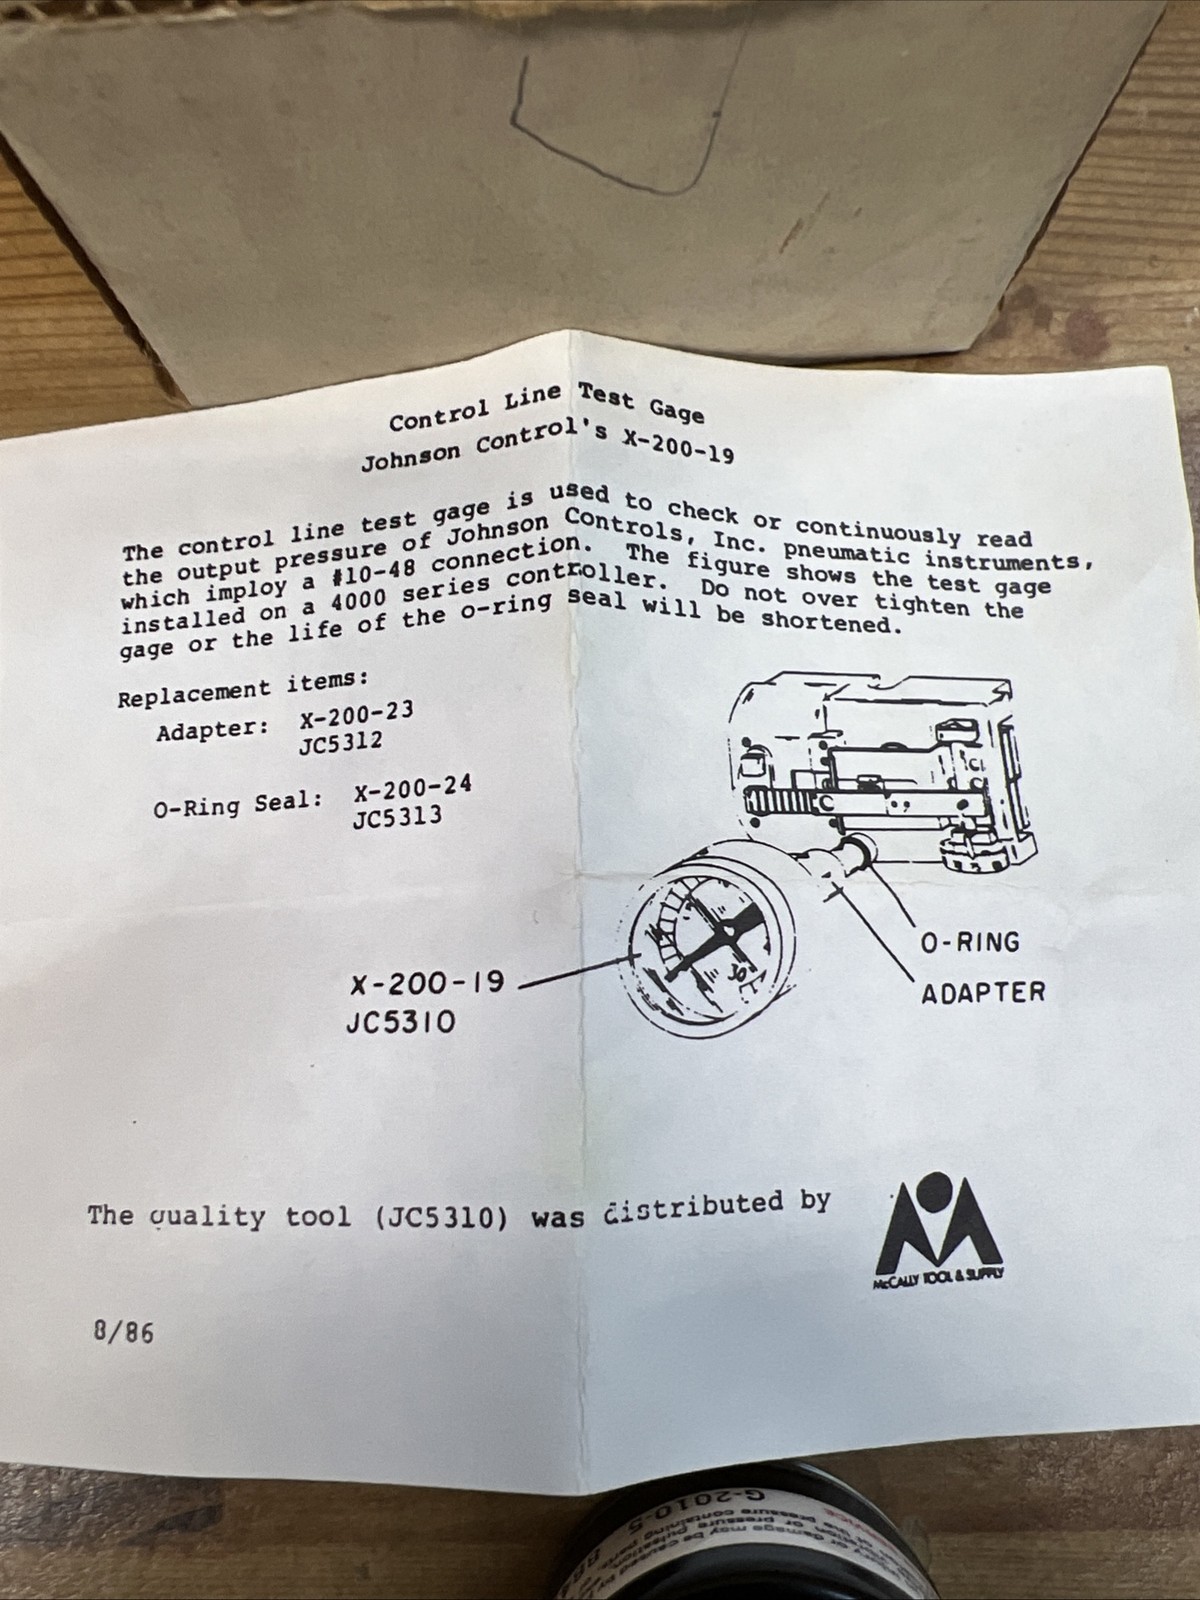 Control Line Test Gage
Johnson Control's X-200-19
The control line test gage is used to check or continuously read
the output pressure of Johnson Controls, Inc. pneumatic instruments,
which imploy a #10-48 connection. The figure shows the test gage
installed on a 4000 series controller. Do not over tighten the
gage or the life of the o-ring seal will be shortened.
Replacement items:
Adapter: X-200-23
JC5312
O-Ring Seal: X-200-24
JC5313
O-RING
X-200-19
ADAPTER
JC5310
The quality tool (JC5310) was distributed by
McCALLY TOOL & SUPPLY
8/86
G-2010-5